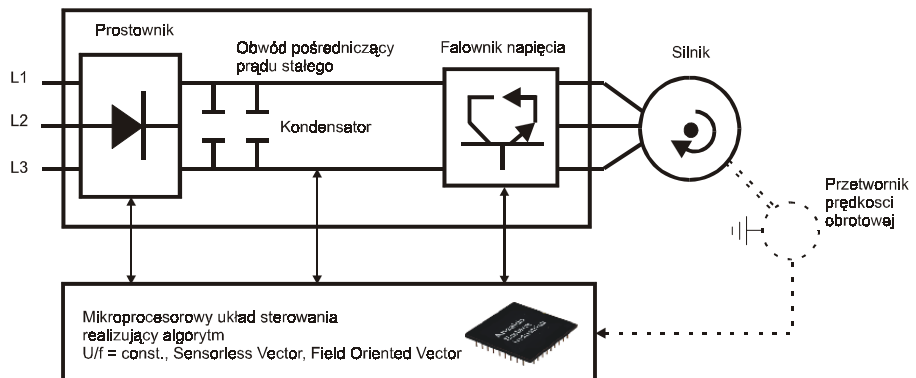 Prostownik
Obwód pośredniczący
prądu stałego
Falownik napięcia
Silnik
L1
L2
L3
Kondensator
Przetwornik
prędkosci
obrotowej
Mikroprocesorowy układ sterowania
realizujący algorytm
U/f = const., Sensorless Vector, Field Oriented Vector